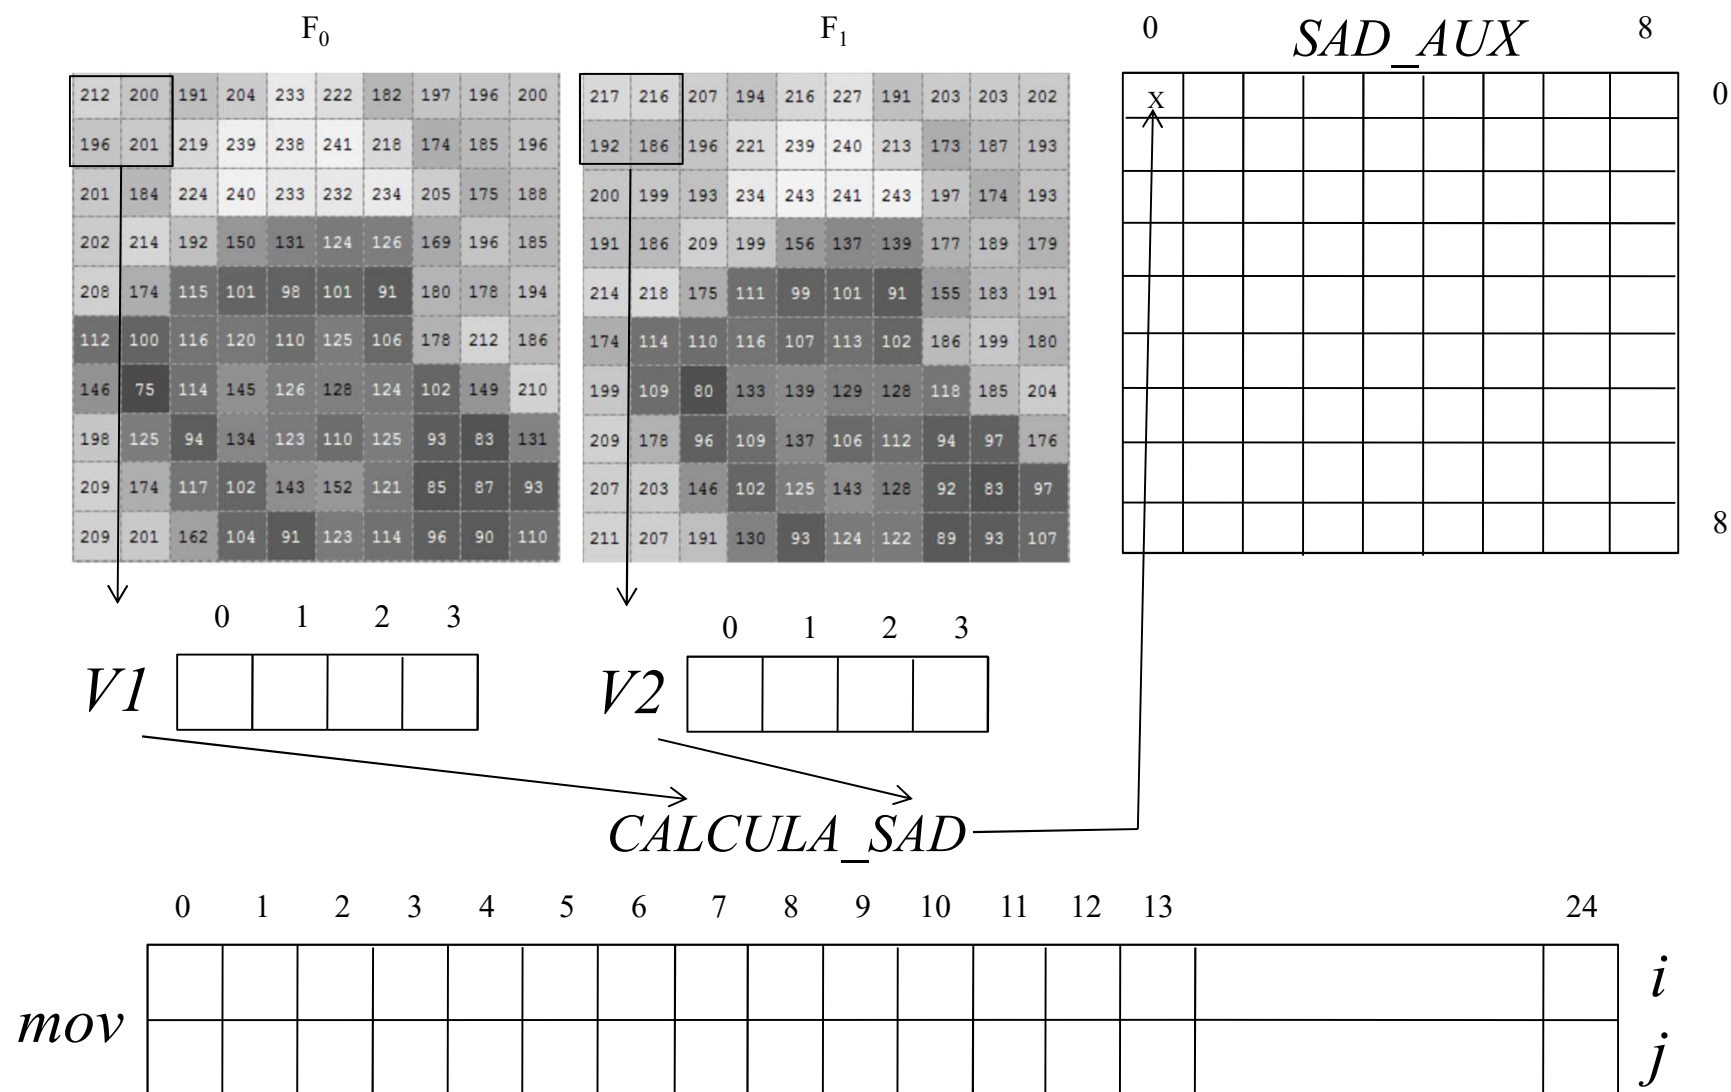 F0 F1 0 SAD_AUX 8
212 200 191 204 233 222 182 197 196 200
196 201 219 239 238 241 218 174 185 196
201 184 224 240 233 232 234 205 175 188
202 214 192 150 131 124 126 169 196 185
208 174 115 101 98 101 91 180 178 194
112 100 116 120 110 125 106 178 212 186
146 75 114 145 126 128 124 102 149 210
198 125 94 134 123 110 125 93 83 131
209 174 117 102 143 152 121 85 87 93
209 201 162 104 91 123 114 96 90 110
217 216 207 194 216 227 191 203 203 202
192 186 196 221 239 240 213 173 187 193
200 199 193 234 243 241 243 197 174 193
191 186 209 199 156 137 139 177 189 179
214 218 175 111 99 101 91 155 183 191
174 114 110 116 107 113 102 186 199 180
199 109 80 133 139 129 128 118 185 204
209 178 96 109 137 106 112 94 97 176
207 203 146 102 125 143 128 92 83 97
211 207 191 130 93 124 122 89 93 107
X 0
8
0 1 2 3
V1
0 1 2 3
V2
CALCULA_SAD
0 1 2 3 4 5 6 7 8 9 10 11 12 13 24
i
mov
j